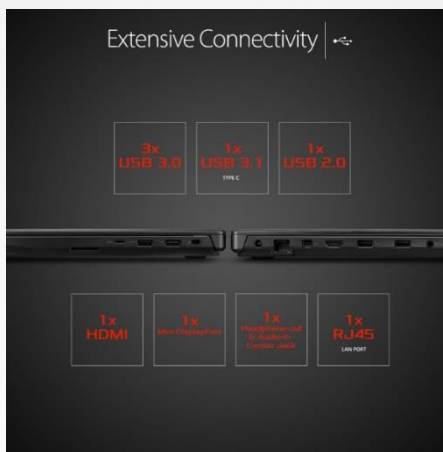 Extensive Connectivity
3x
USB 3.0
1x
USB 3.1
TYPE C
1x
USB 2.0
1x
HDMI
1x
Mini DisplayPort
1x
Headphone-out
& Audio-in
Combo Jack
1x
RJ45
LAN PORT